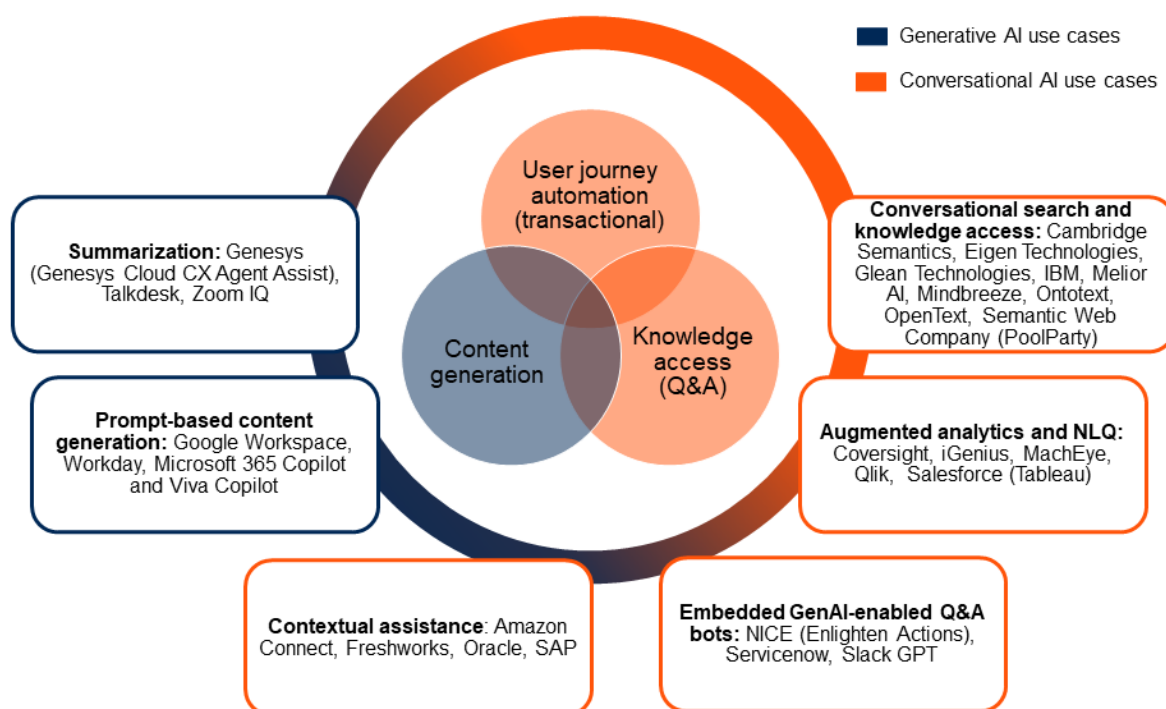 Generative AI use cases
Conversational AI use cases
User journey
automation
(transactional)
Content
generation
Knowledge
access
(Q&A)
Summarization: Genesys
(Genesys Cloud CX Agent Assist),
Talkdesk, Zoom IQ
Prompt-based content
generation: Google Workspace,
Workday, Microsoft 365 Copilot
and Viva Copilot
Contextual assistance: Amazon
Connect, Freshworks, Oracle, SAP
Embedded GenAI-enabled Q&A
bots: NICE (Enlighten Actions),
Servicenow, Slack GPT
Augmented analytics and NLQ:
Coversight, iGenius, MachEye,
Qlik, Salesforce (Tableau)
Conversational search and
knowledge access: Cambridge
Semantics, Eigen Technologies,
Glean Technologies, IBM, Melior
AI, Mindbreeze, Ontotext,
OpenText, Semantic Web
Company (PoolParty)